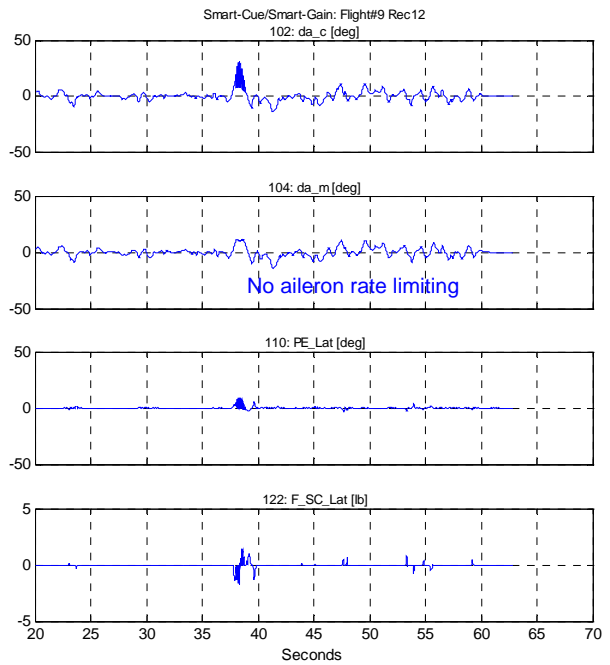 Smart-Cue/Smart-Gain: Flight#9 Rec12
102: da_c [deg]
50
0
-50
104: da_m [deg]
50
0
-50
No aileron rate limiting
110: PE_Lat [deg]
50
0
-50
122: F_SC_Lat [lb]
5
0
-5
20 25 30 35 40 45 50 55 60 65 70
Seconds